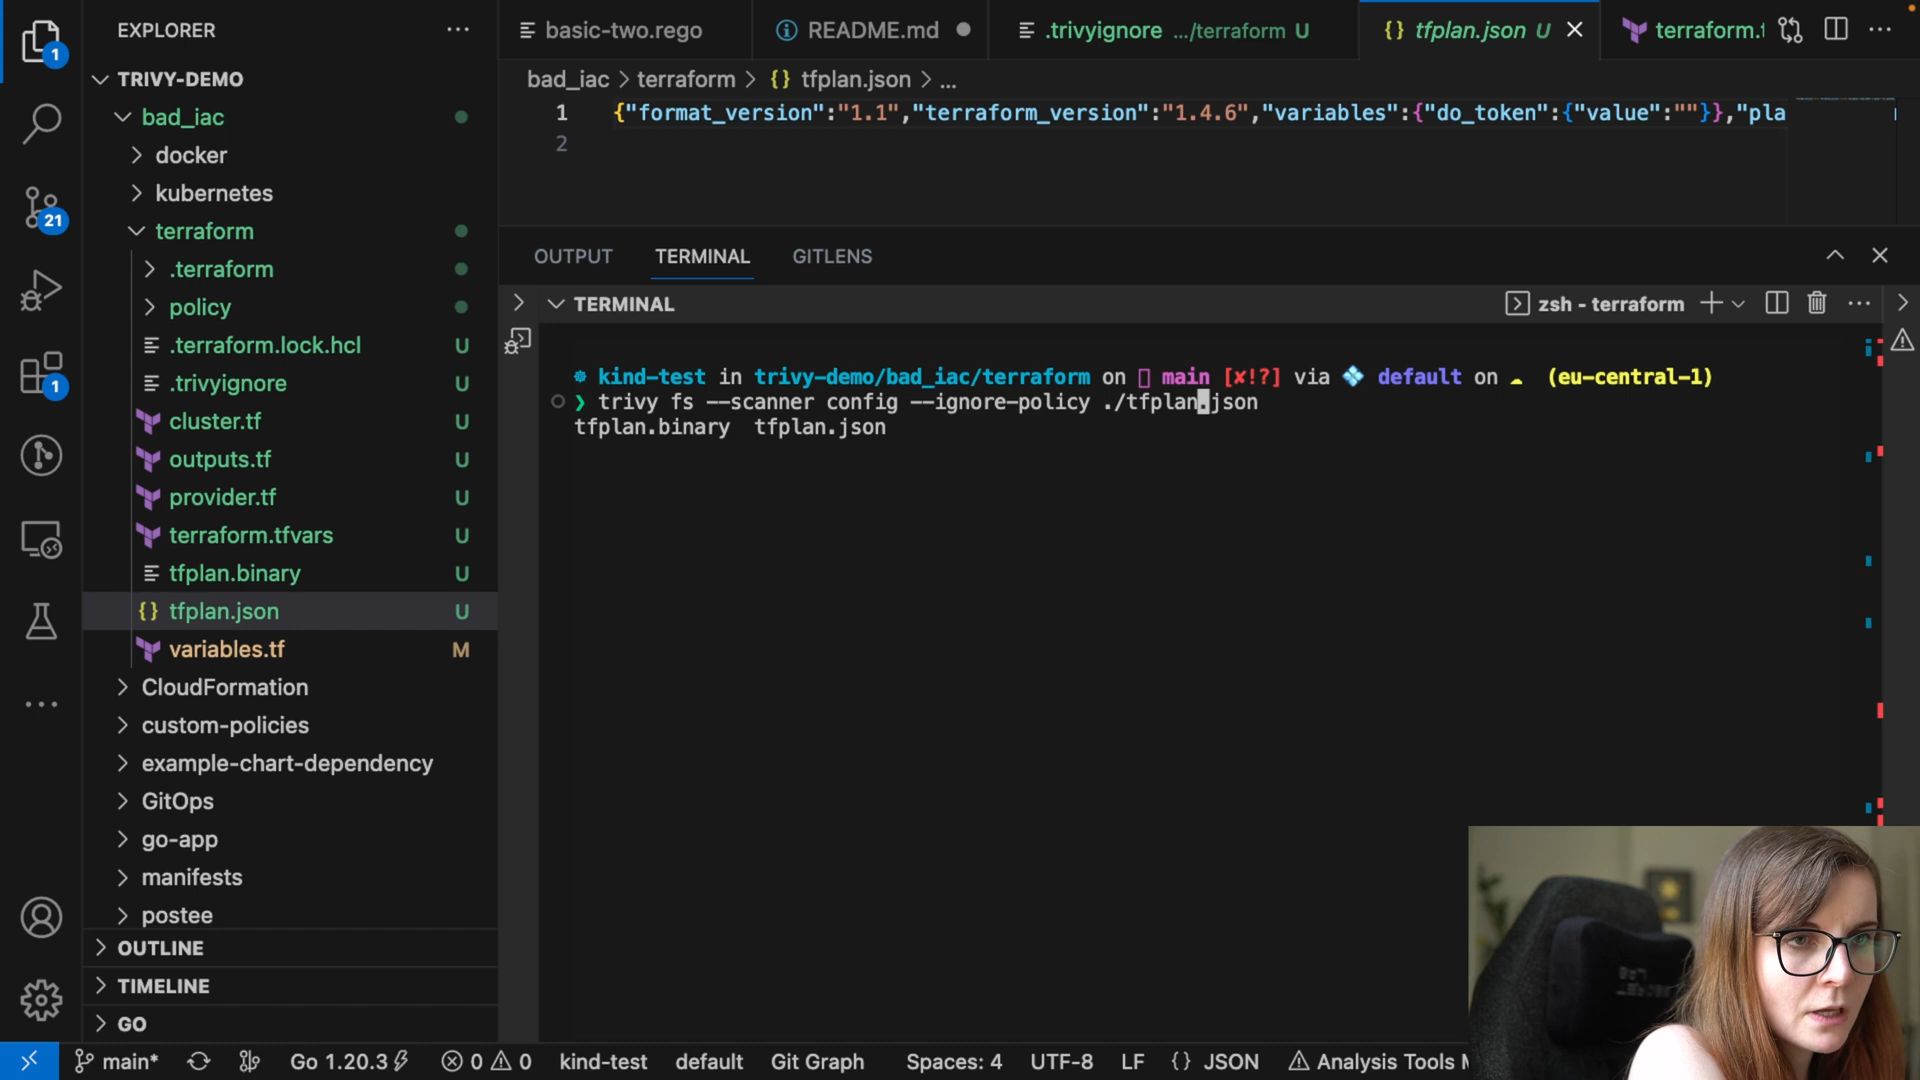 EXPLORER
TRIVY-DEMO
bad_iac
docker
kubernetes
terraform
.terraform
policy
.terraform.lock.hcl U
.trivyignore U
cluster.tf U
outputs.tf U
provider.tf U
terraform.tfvars U
tfplan.binary U
{} tfplan.json U
variables.tf M
CloudFormation
custom-policies
example-chart-dependency
GitOps
go-app
manifests
postee
OUTLINE
TIMELINE
GO
1
21
1
basic-two.rego
README.md
.trivyignore .../terraform U
{} tfplan.json U
terraform.t
bad_iac > terraform > {} tfplan.json > ...
1 {"format_version":"1.1","terraform_version":"1.4.6","variables":{"do_token":{"value":""}},"pla
2
OUTPUT TERMINAL GITLENS
TERMINAL
zsh - terraform
kind-test in trivy-demo/bad_iac/terraform on main [✘!?] via default on (eu-central-1)
❯ trivy fs --scanner config --ignore-policy ./tfplan.json
tfplan.binary tfplan.json
main* Go 1.20.3 0 0 kind-test default Git Graph Spaces: 4 UTF-8 LF {} JSON Analysis Tools M